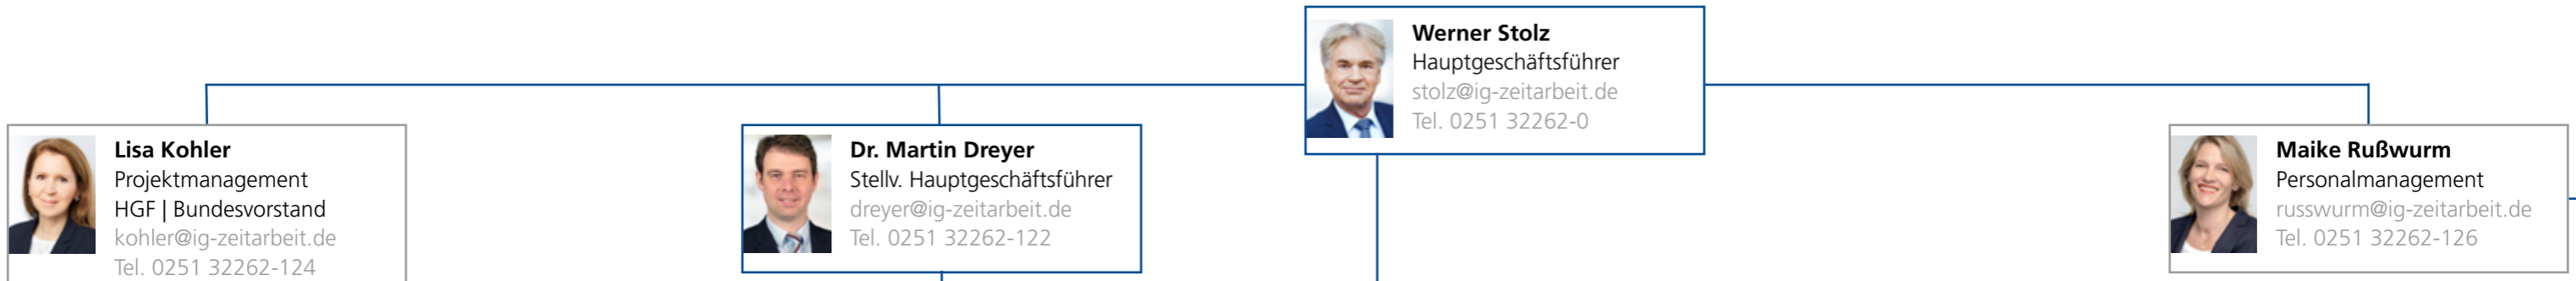 Werner Stolz
Hauptgeschäftsführer
stolz@ig-zeitarbeit.de
Tel. 0251 32262-0
Lisa Kohler
Projektmanagement
HGF | Bundesvorstand
kohler@ig-zeitarbeit.de
Tel. 0251 32262-124
Dr. Martin Dreyer
Stellv. Hauptgeschäftsführer
dreyer@ig-zeitarbeit.de
Tel. 0251 32262-122
Maike Rußwurm
Personalmanagement
russwurm@ig-zeitarbeit.de
Tel. 0251 32262-126